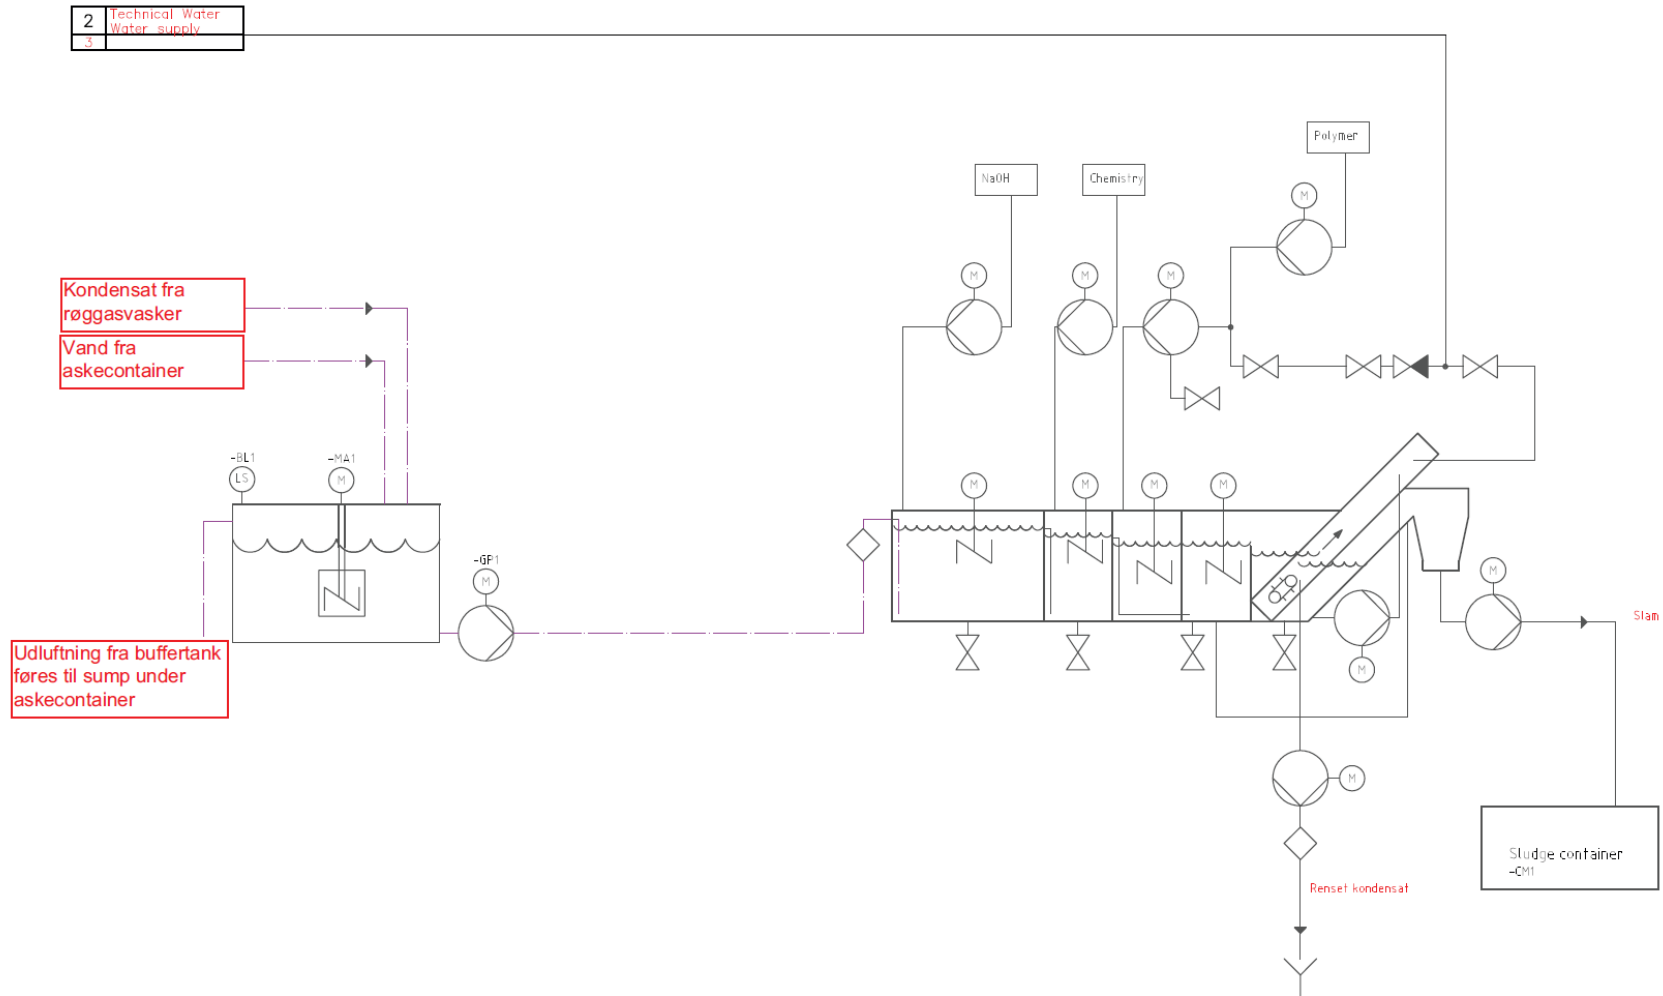 2
Technical Water
Water supply
3
Polymer
NaOH
Chemistry
M
M
M
M
Kondensat fra
røggasvasker
Vand fra
askecontainer
-BL1
LS
-MA1
M
-GP1
M
M
M
M
M
M
M
M
Slam
Udluftning fra buffertank
føres til sump under
askecontainer
Sludge container
-CM1
Renset kondensat